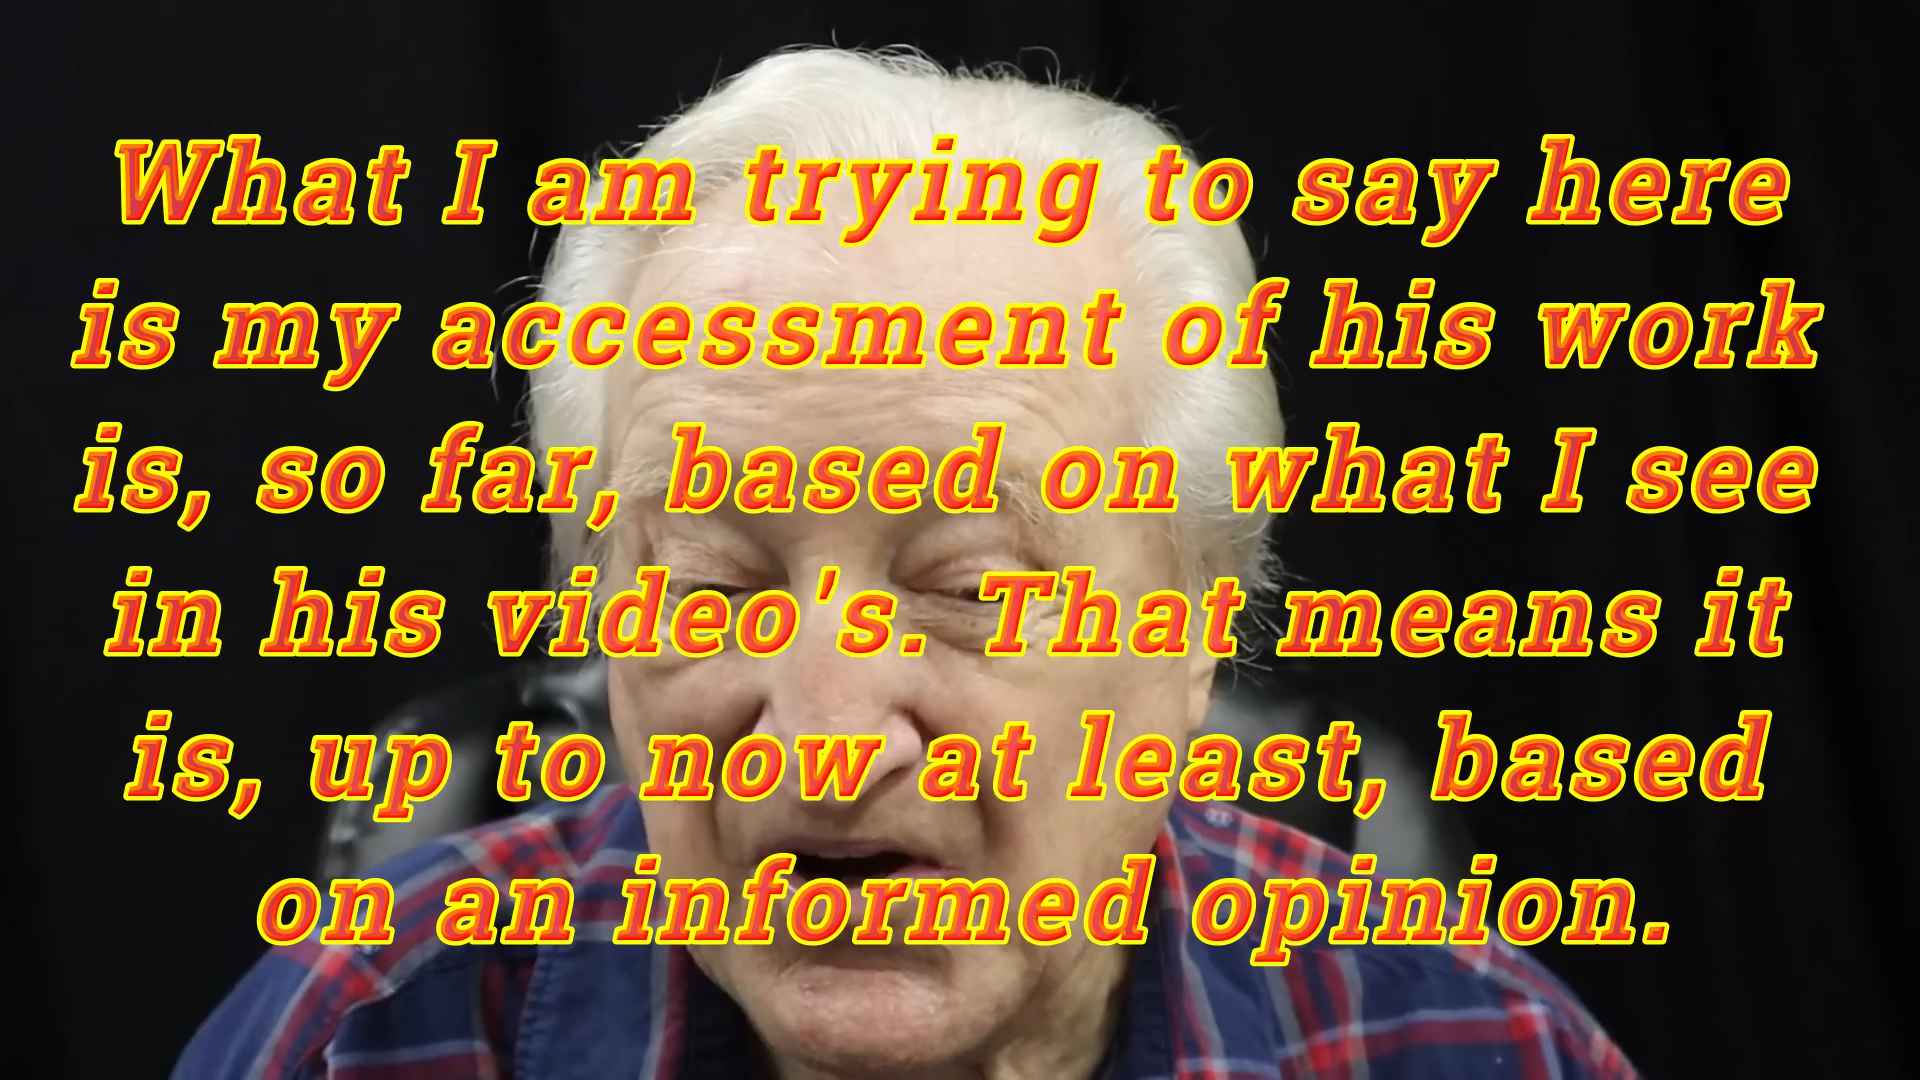 What I am trying to say here
is my accessment of his work
is, so far, based on what I see
in his video's. That means it
is, up to now at least, based
on an informed opinion.